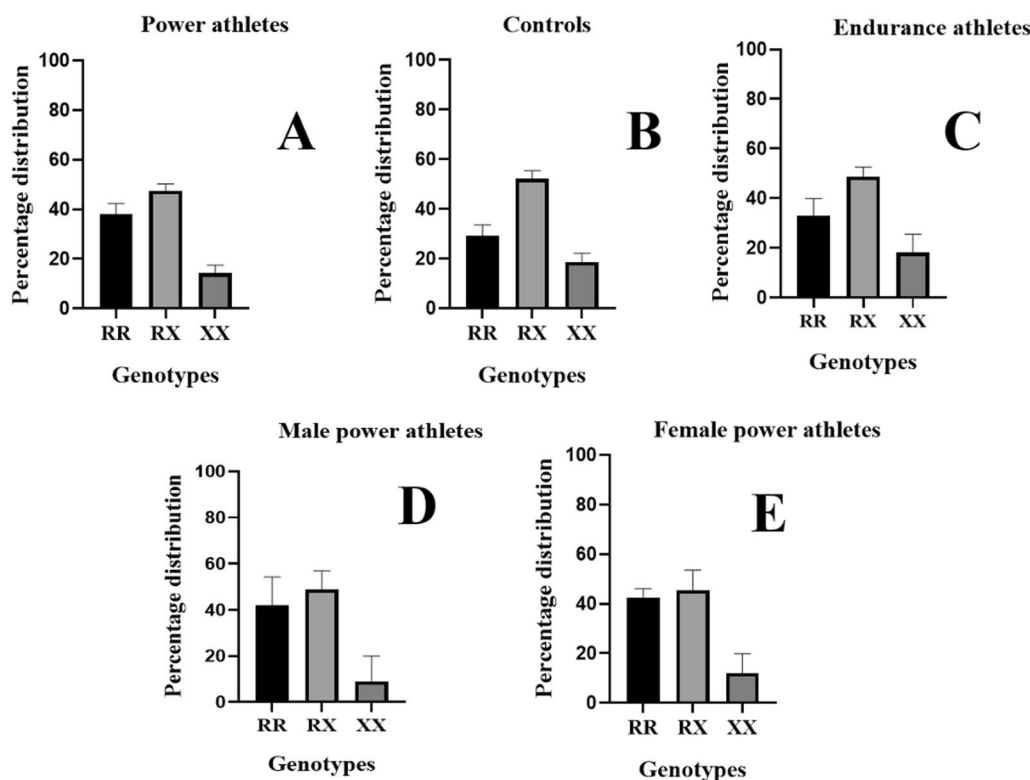 Power athletes
Percentage distribution
100
80
60
40
20
0
A
RR RX XX
Genotypes
Controls
Percentage distribution
100
80
60
40
20
0
B
RR RX XX
Genotypes
Endurance athletes
Percentage distribution
100
80
60
40
20
0
C
RR RX XX
Genotypes
Male power athletes
Percentage distribution
100
80
60
40
20
0
D
RR RX XX
Genotypes
Female power athletes
Percentage distribution
100
80
60
40
20
0
E
RR RX XX
Genotypes